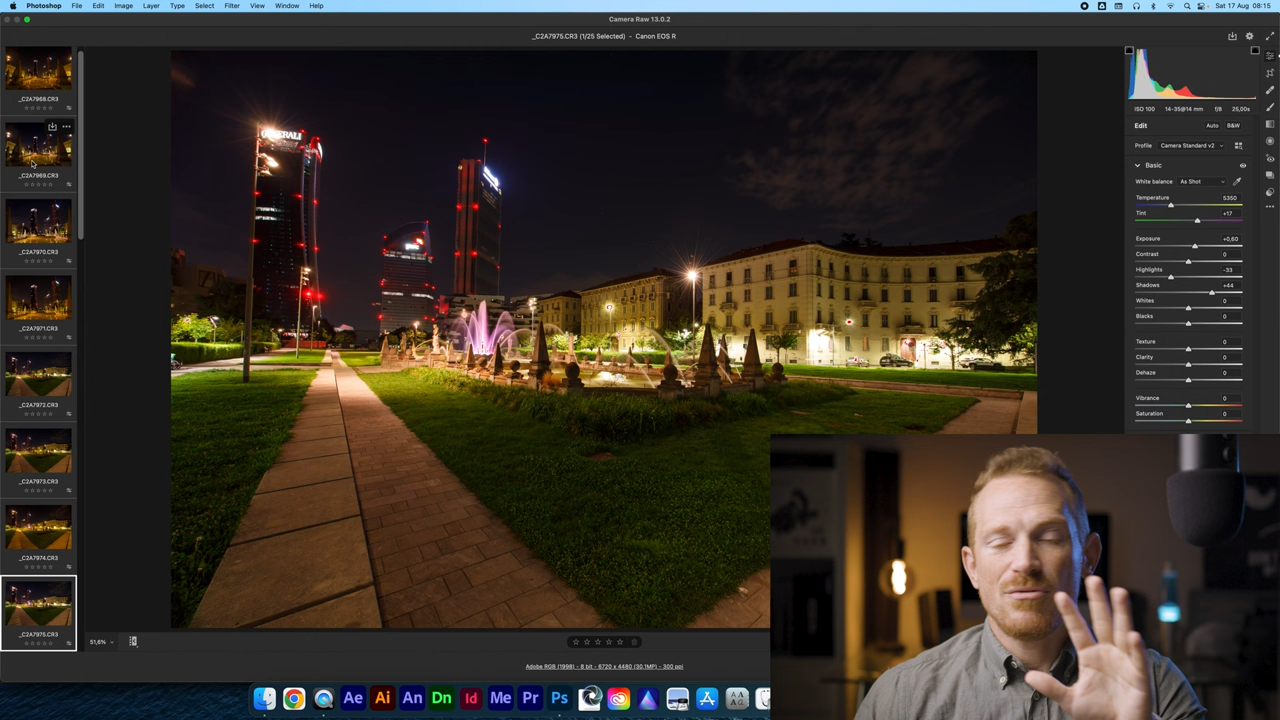 Photoshop File Edit Image Layer Type Select Filter View Window Help
Sat 17 Aug 08:15
Camera Raw 13.0.2
_C2A7975.CR3 (1/25 Selected) - Canon EOS R
_C2A7968.CR3
_C2A7969.CR3
_C2A7970.CR3
_C2A7971.CR3
_C2A7972.CR3
_C2A7973.CR3
_C2A7974.CR3
_C2A7975.CR3
GENERALI
ISO 100 14-35@14 mm f/8 25,00s
Edit Auto B&W
Profile Camera Standard v2
Basic
White balance As Shot
Temperature 5350
Tint +17
Exposure +0,60
Contrast 0
Highlights -33
Shadows +44
Whites 0
Blacks 0
Texture 0
Clarity 0
Dehaze 0
Vibrance 0
Saturation 0
51,6%
Adobe RGB (1998) - 8 bit - 6720 x 4480 (30,1MP) - 300 ppi
Ae Ai An Dn Id Me Pr Ps